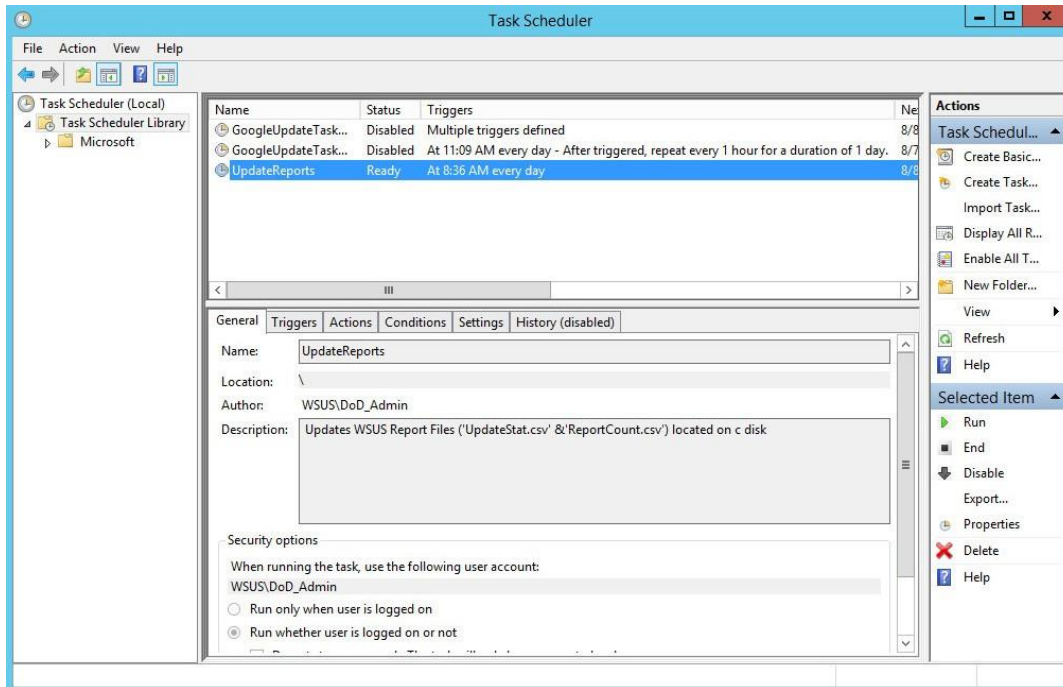 Task Scheduler
File Action View Help
Task Scheduler (Local)
Task Scheduler Library
Microsoft
Name Status Triggers Ne
GoogleUpdateTask... Disabled Multiple triggers defined 8/8
GoogleUpdateTask... Disabled At 11:09 AM every day - After triggered, repeat every 1 hour for a duration of 1 day. 8/7
UpdateReports Ready At 8:36 AM every day 8/8
General Triggers Actions Conditions Settings History (disabled)
Name: UpdateReports
Location: \
Author: WSUS\DoD_Admin
Description: Updates WSUS Report Files ('UpdateStat.csv' &'ReportCount.csv') located on c disk
Security options
When running the task, use the following user account:
WSUS\DoD_Admin
Run only when user is logged on
Run whether user is logged on or not
Actions
Task Schedul...
Create Basic...
Create Task...
Import Task...
Display All R...
Enable All T...
New Folder...
View
Refresh
Help
Selected Item
Run
End
Disable
Export...
Properties
Delete
Help